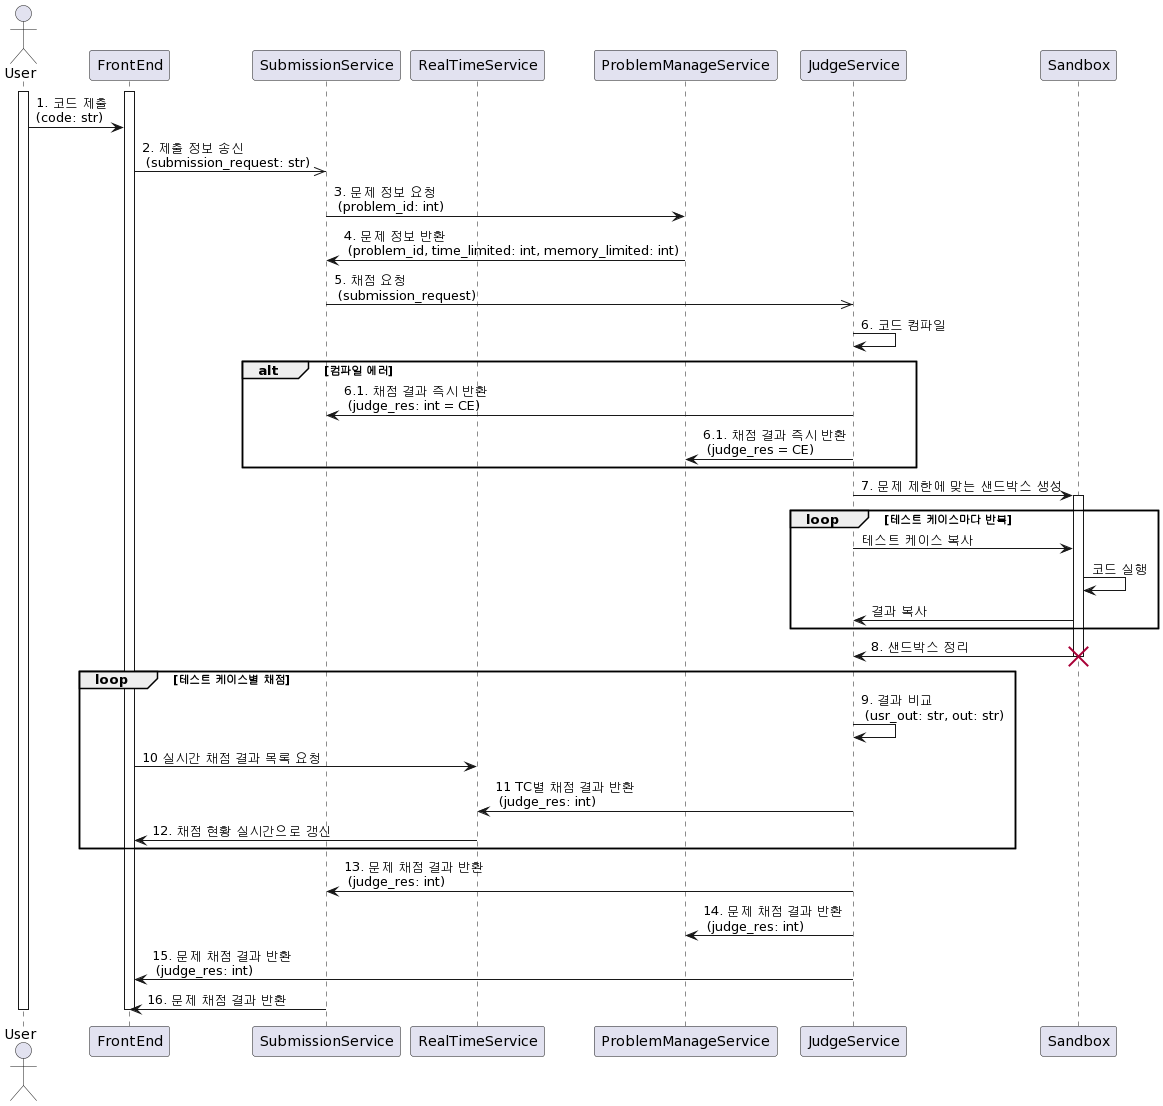 User
FrontEnd
SubmissionService
RealTimeService
ProblemManageService
JudgeService
Sandbox
1. 코드 제출
(code: str)
2. 제출 정보 송신
(submission_request: str)
3. 문제 정보 요청
(problem_id: int)
4. 문제 정보 반환
(problem_id, time_limited: int, memory_limited: int)
5. 채점 요청
(submission_request)
6. 코드 컴파일
alt
[컴파일 에러]
6.1. 채점 결과 즉시 반환
(judge_res: int = CE)
6.1. 채점 결과 즉시 반환
(judge_res = CE)
7. 문제 제한에 맞는 샌드박스 생성
loop
[테스트 케이스마다 반복]
테스트 케이스 복사
코드 실행
결과 복사
8. 샌드박스 정리
loop
[테스트 케이스별 채점]
9. 결과 비교
(usr_out: str, out: str)
10 실시간 채점 결과 목록 요청
11 TC별 채점 결과 반환
(judge_res: int)
12. 채점 현황 실시간으로 갱신
13. 문제 채점 결과 반환
(judge_res: int)
14. 문제 채점 결과 반환
(judge_res: int)
15. 문제 채점 결과 반환
(judge_res: int)
16. 문제 채점 결과 반환
User
FrontEnd
SubmissionService
RealTimeService
ProblemManageService
JudgeService
Sandbox